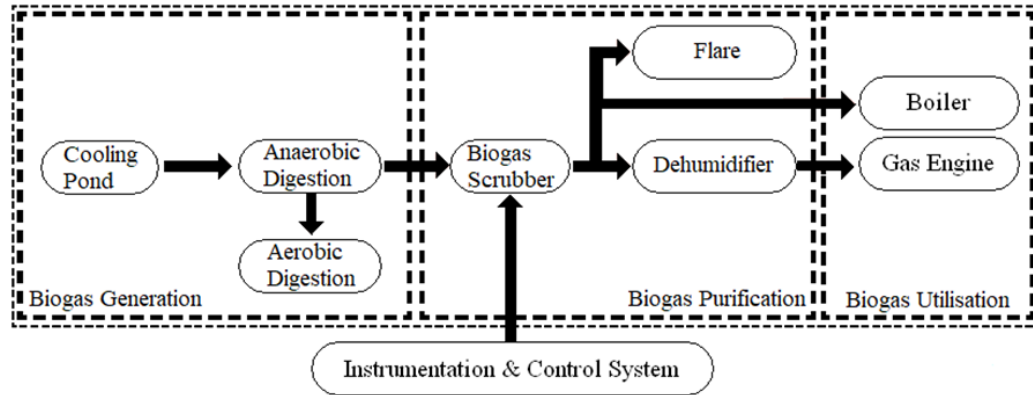 Flare
Boiler
Cooling
Pond
Anaerobic
Digestion
Biogas
Scrubber
Dehumidifier
Gas Engine
Aerobic
Digestion
Biogas Generation
Biogas Purification
Biogas Utilisation
Instrumentation & Control System